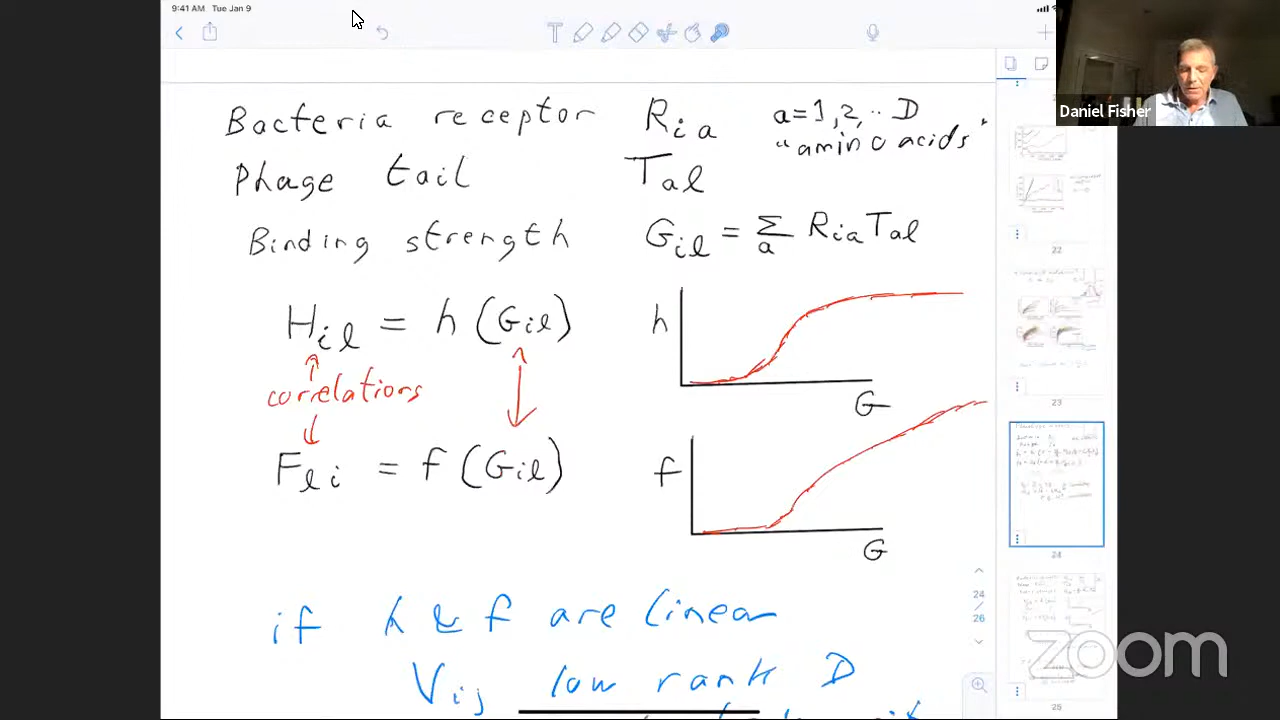 9:41 AM Tue Jan 9
Daniel Fisher
Bacteria receptor R_ia a=1,2,..D
"amino acids"
Phage tail T_al
Binding strength G_il = Σ_a R_ia T_al
H_il = h (G_il)
h
G
correlations
F_li = f (G_il)
f
G
if h & f are linear
V_ij low rank D
22
23
24
24
/
26
25
zoom